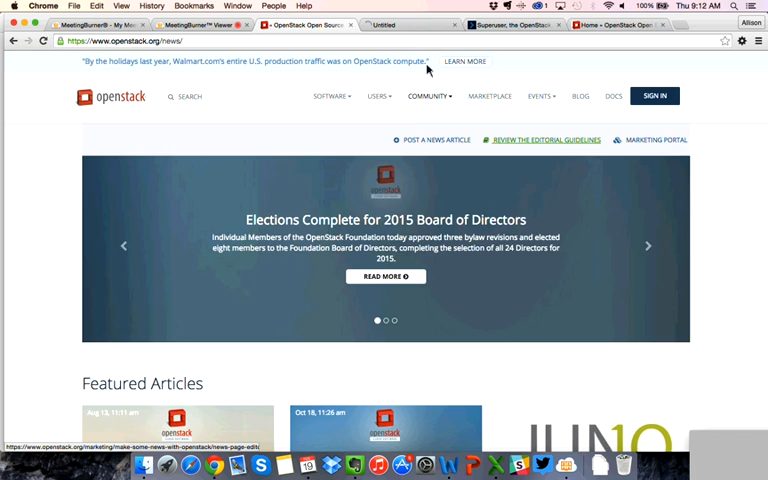 Chrome File Edit View History Bookmarks Window People Help
Thu 9:12 AM
MeetingBurner® - My Mee
MeetingBurner™ Viewer
OpenStack Open Source
Untitled
Superuser, the OpenStack
Home » OpenStack Open S
Allison
https://www.openstack.org/news/
"By the holidays last year, Walmart.com's entire U.S. production traffic was on OpenStack compute." LEARN MORE
openstack
SEARCH
SOFTWARE USERS COMMUNITY MARKETPLACE EVENTS BLOG DOCS SIGN IN
POST A NEWS ARTICLE REVIEW THE EDITORIAL GUIDELINES MARKETING PORTAL
openstack
Elections Complete for 2015 Board of Directors
Individual Members of the OpenStack Foundation today approved three bylaw revisions and elected
eight members to the Foundation Board of Directors, completing the selection of all 24 Directors for
2015.
READ MORE
Featured Articles
Aug 13, 11:11 am
Oct 18, 11:26 am
openstack
openstack
https://www.openstack.org/marketing/make-some-news-with-openstack/news-page-edito